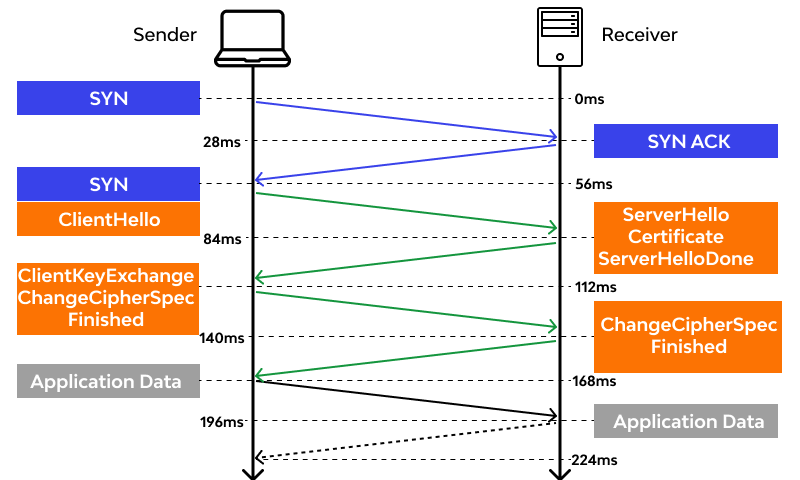 Sender
Receiver
SYN
0ms
28ms
SYN ACK
SYN
56ms
ClientHello
ServerHello
Certificate
ServerHelloDone
84ms
ClientKeyExchange
ChangeCipherSpec
Finished
112ms
ChangeCipherSpec
Finished
140ms
Application Data
168ms
196ms
Application Data
224ms